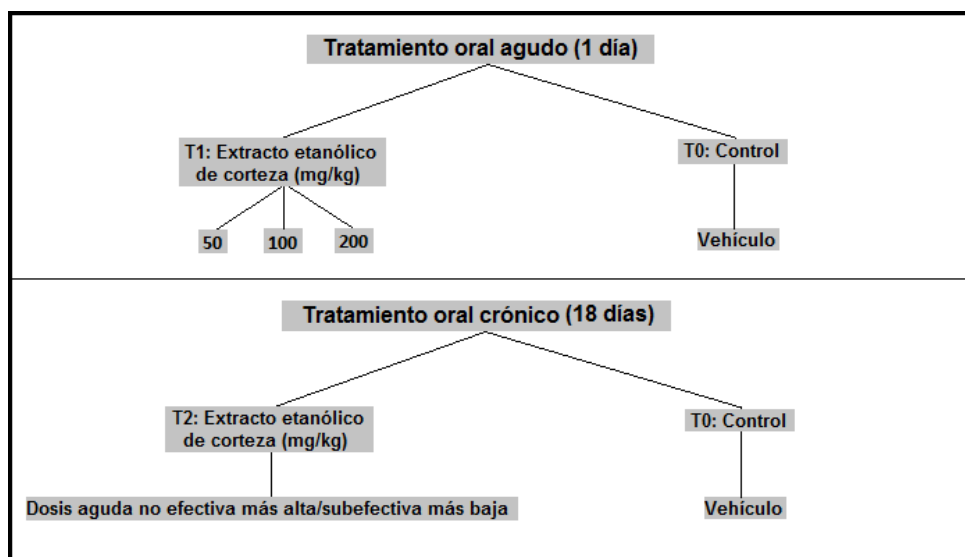 Tratamiento oral agudo (1 día)
T1: Extracto etanólico
de corteza (mg/kg)
T0: Control
50
100
200
Vehículo
Tratamiento oral crónico (18 días)
T2: Extracto etanólico
de corteza (mg/kg)
T0: Control
Dosis aguda no efectiva más alta/subefectiva más baja
Vehículo